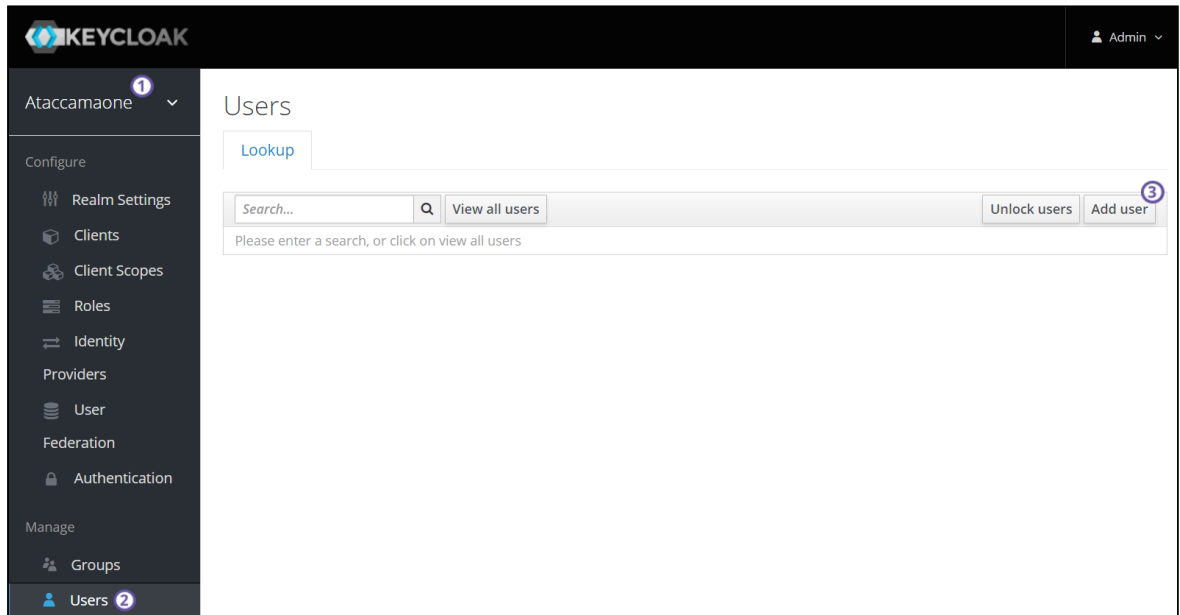 KEYCLOAK
Admin
Ataccamaone 1
Users
Lookup
Configure
Realm Settings
Clients
Client Scopes
Roles
Identity
Providers
User
Federation
Authentication
Manage
Groups
Users 2
3
Search... View all users Unlock users Add user
Please enter a search, or click on view all users